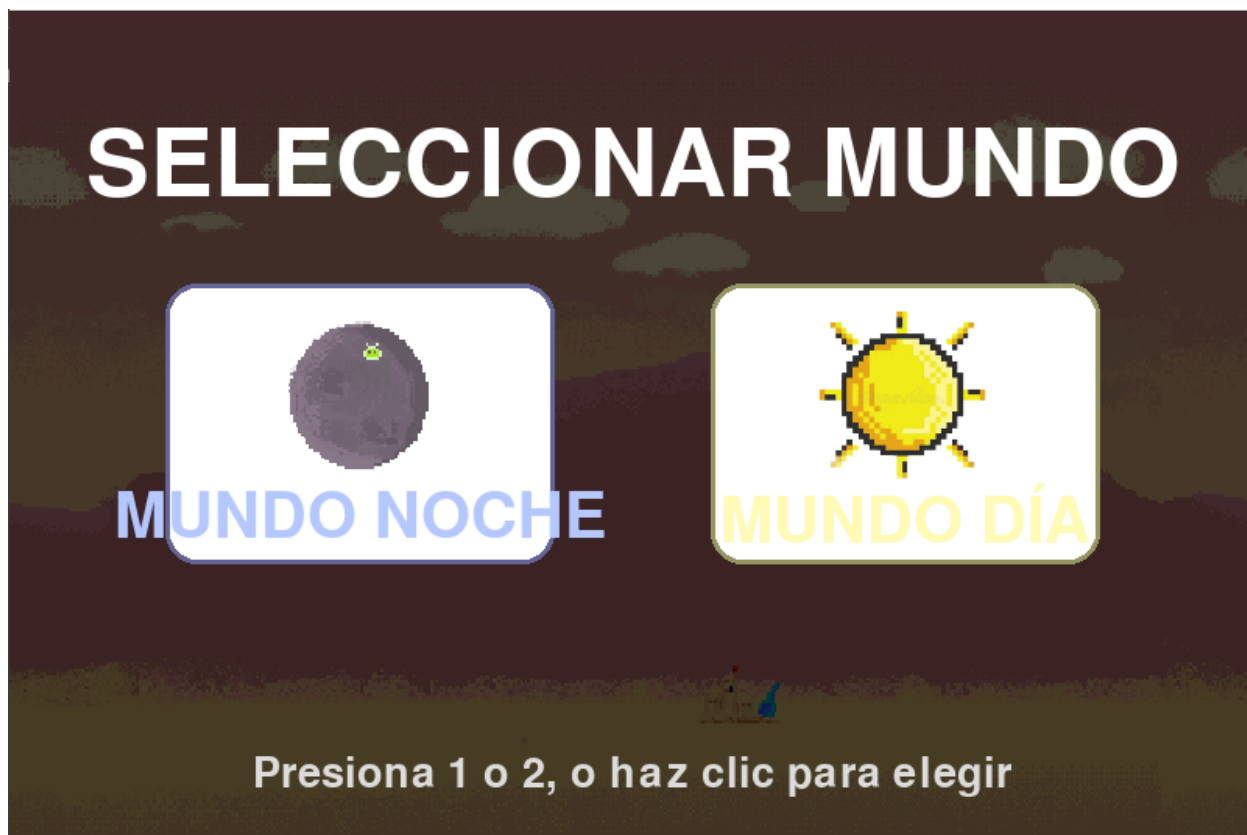 SELECCIONAR MUNDO
MUNDO NOCHE
MUNDO DÍA
Presiona 1 o 2, o haz clic para elegir